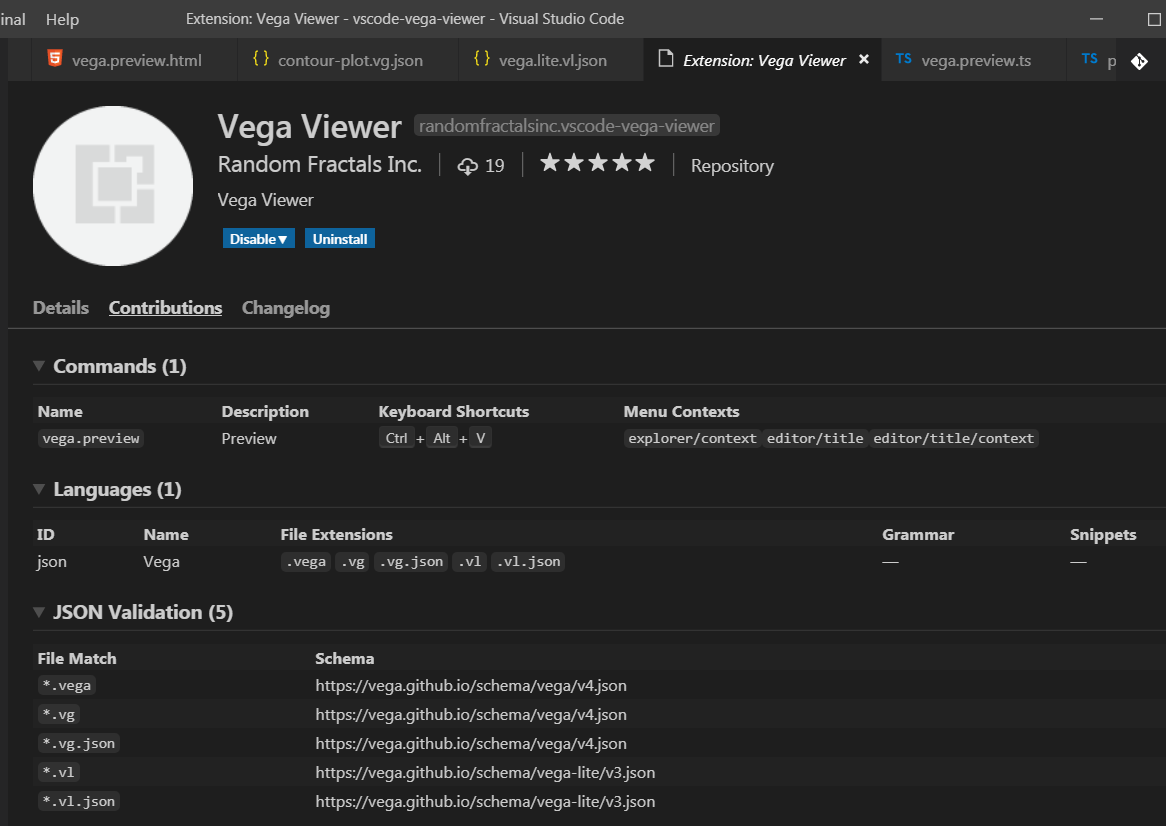 inal Help Extension: Vega Viewer - vscode-vega-viewer - Visual Studio Code
vega.preview.html { } contour-plot.vg.json { } vega.lite.vl.json Extension: Vega Viewer × TS vega.preview.ts TS p
Vega Viewer randomfractalsinc.vscode-vega-viewer
Random Fractals Inc. 19 ★★★★★ Repository
Vega Viewer
Disable▼ Uninstall
Details Contributions Changelog
Commands (1)
Name Description Keyboard Shortcuts Menu Contexts
vega.preview Preview Ctrl + Alt + V explorer/context editor/title editor/title/context
Languages (1)
ID Name File Extensions Grammar Snippets
json Vega .vega .vg .vg.json .vl .vl.json — —
JSON Validation (5)
File Match Schema
*.vega https://vega.github.io/schema/vega/v4.json
*.vg https://vega.github.io/schema/vega/v4.json
*.vg.json https://vega.github.io/schema/vega/v4.json
*.vl https://vega.github.io/schema/vega-lite/v3.json
*.vl.json https://vega.github.io/schema/vega-lite/v3.json